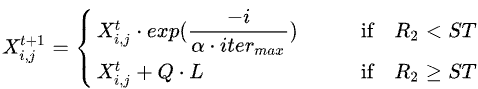 $X_{i,j}^{t+1} = \begin{cases} X_{i,j}^{t} \cdot exp(\dfrac{-i}{\alpha \cdot iter_{max}}) & \text{if} \quad R_2 < ST \\ X_{i,j}^{t} + Q \cdot L & \text{if} \quad R_2 \geq ST \end{cases}$